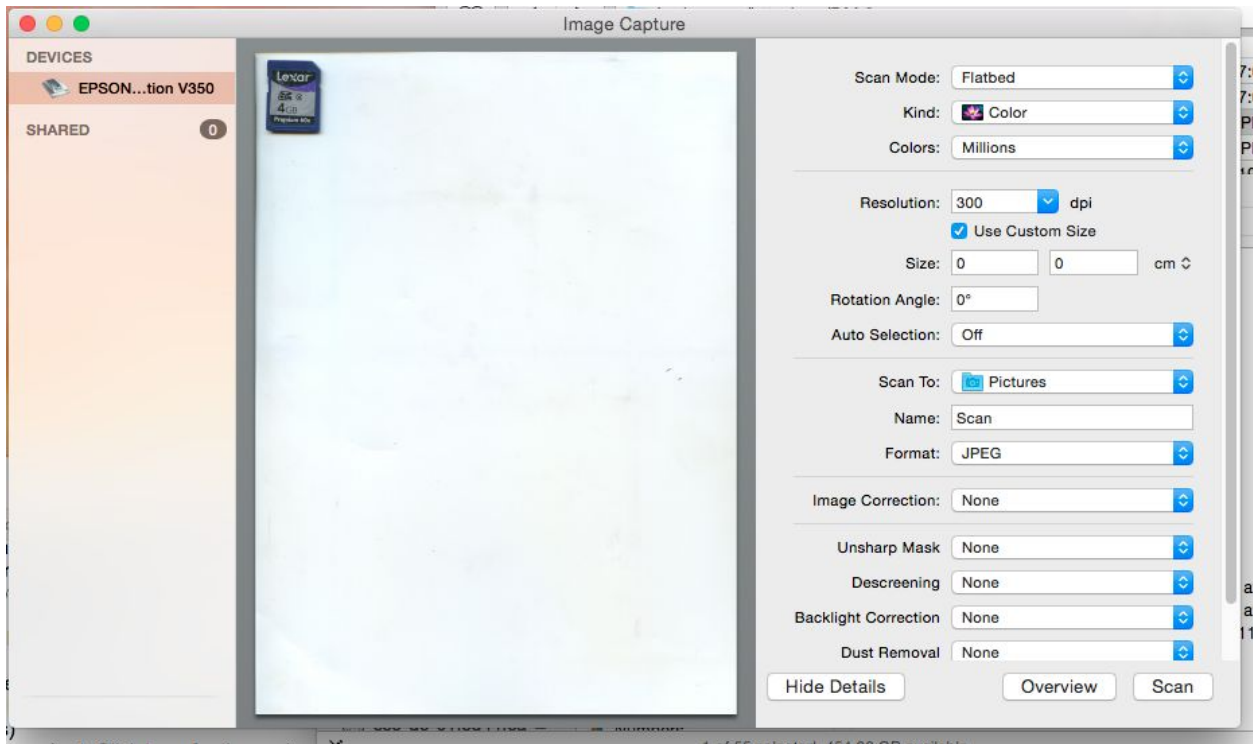 Image Capture
DEVICES
EPSON...tion V350
SHARED
0
Lexar
4GB
Scan Mode: Flatbed
Kind: Color
Colors: Millions
Resolution: 300 dpi
Use Custom Size
Size: 0 0 cm
Rotation Angle: 0°
Auto Selection: Off
Scan To: Pictures
Name: Scan
Format: JPEG
Image Correction: None
Unsharp Mask None
Descreening None
Backlight Correction None
Dust Removal None
Hide Details Overview Scan